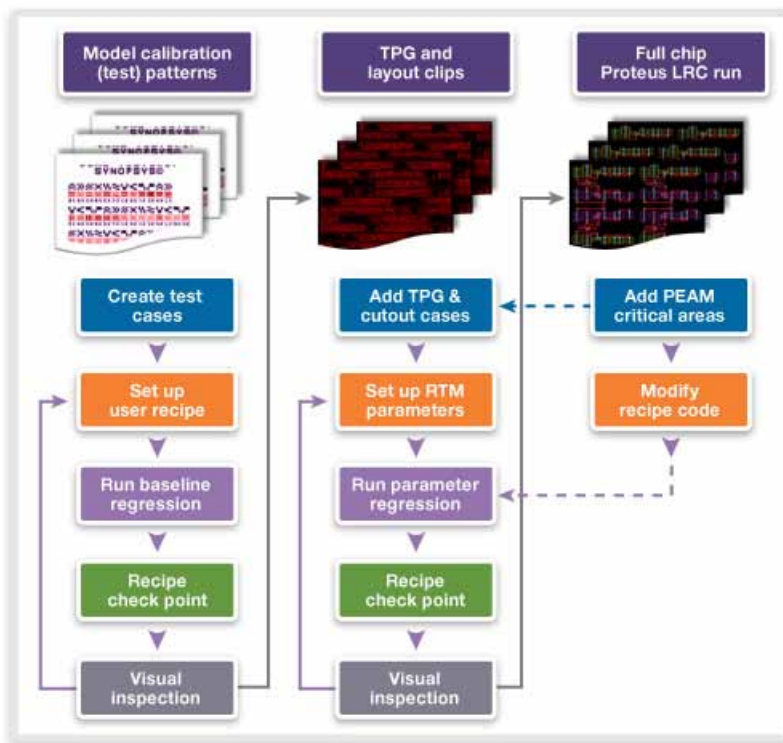 Model calibration
(test) patterns
SYNOPSYS
Create test
cases
Set up
user recipe
Run baseline
regression
Recipe
check point
Visual
inspection
TPG and
layout clips
Add TPG &
cutout cases
Set up RTM
parameters
Run parameter
regression
Recipe
check point
Visual
inspection
Full chip
Proteus LRC run
Add PEAM
critical areas
Modify
recipe code